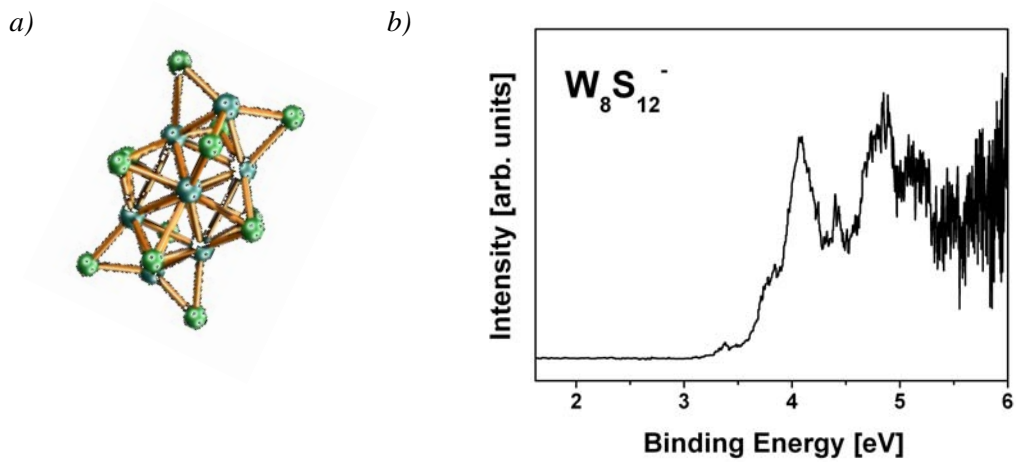 a)
b)
W8S12-
Intensity [arb. units]
2 3 4 5 6
Binding Energy [eV]